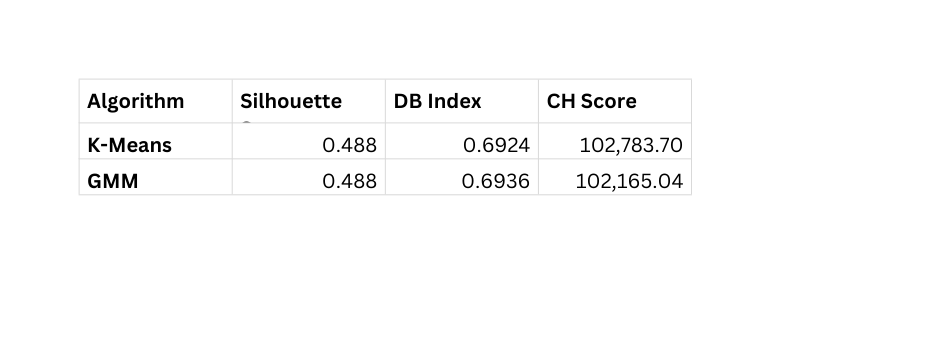 Algorithm Silhouette DB Index CH Score
K-Means 0.488 0.6924 102,783.70
GMM 0.488 0.6936 102,165.04